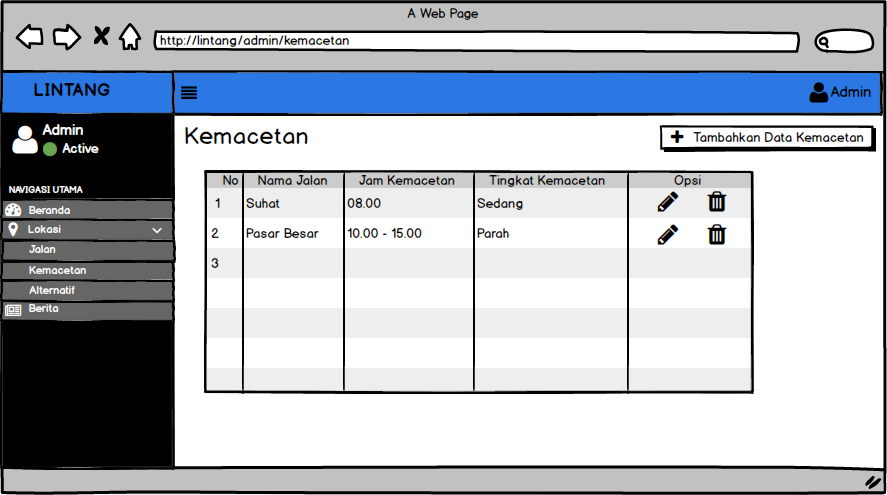 A Web Page
http://lintang/admin/kemacetan
LINTANG
Admin
Admin
Active
Kemacetan
Tambahkan Data Kemacetan
NAVIGASI UTAMA
Beranda
Lokasi
Jalan
Kemacetan
Alternatif
Berita
No Nama Jalan Jam Kemacetan Tingkat Kemacetan Opsi
1 Suhat 08.00 Sedang
2 Pasar Besar 10.00 - 15.00 Parah
3